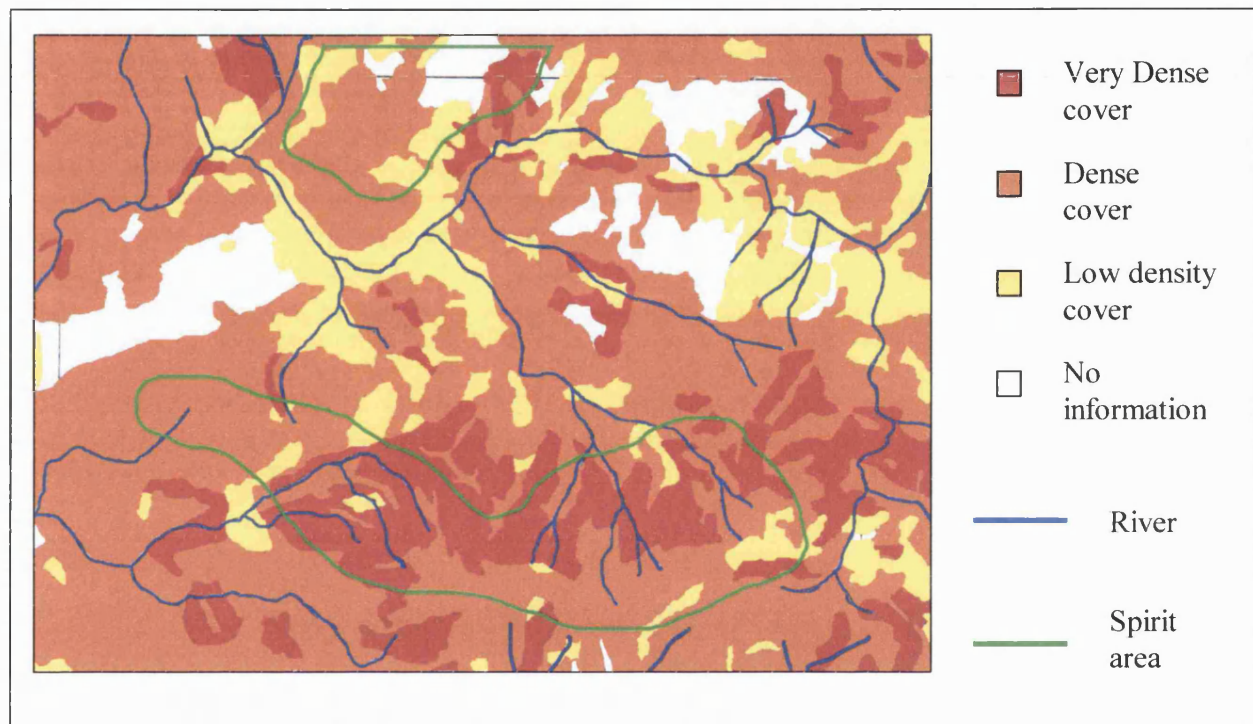 Very Dense
cover
Dense
cover
Low density
cover
No
information
River
Spirit
area